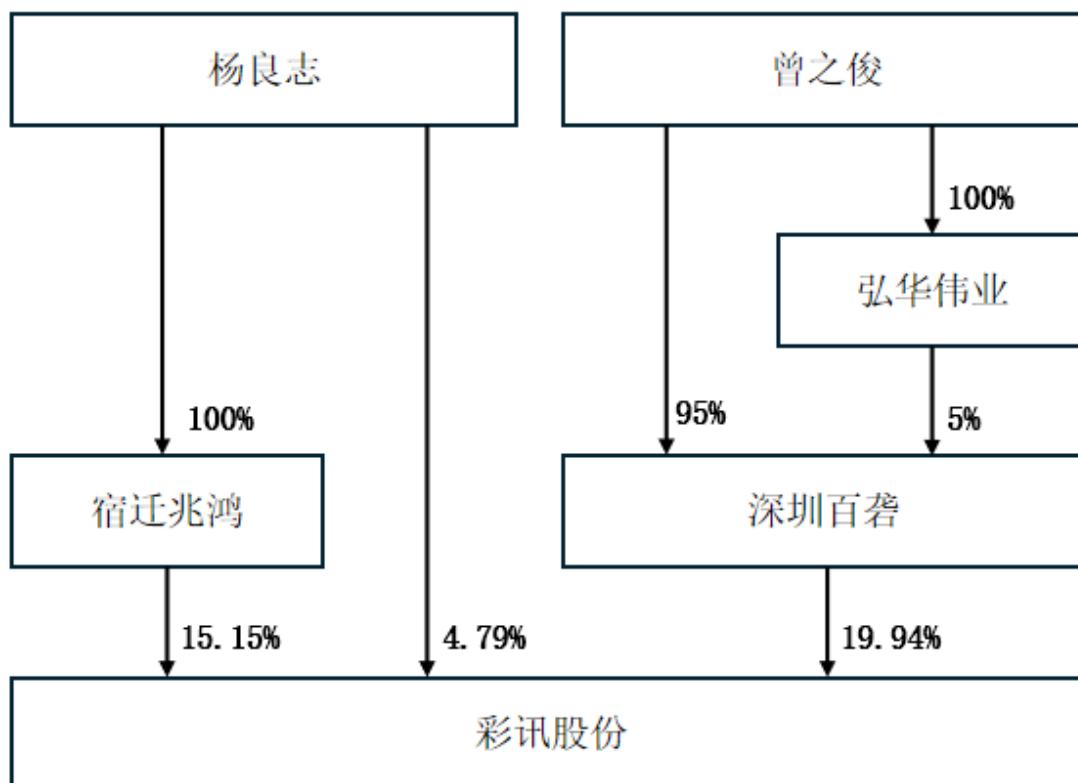 杨良志
曾之俊
100%
弘华伟业
100%
95%
5%
宿迁兆鸿
深圳百砻
15.15%
4.79%
19.94%
彩讯股份